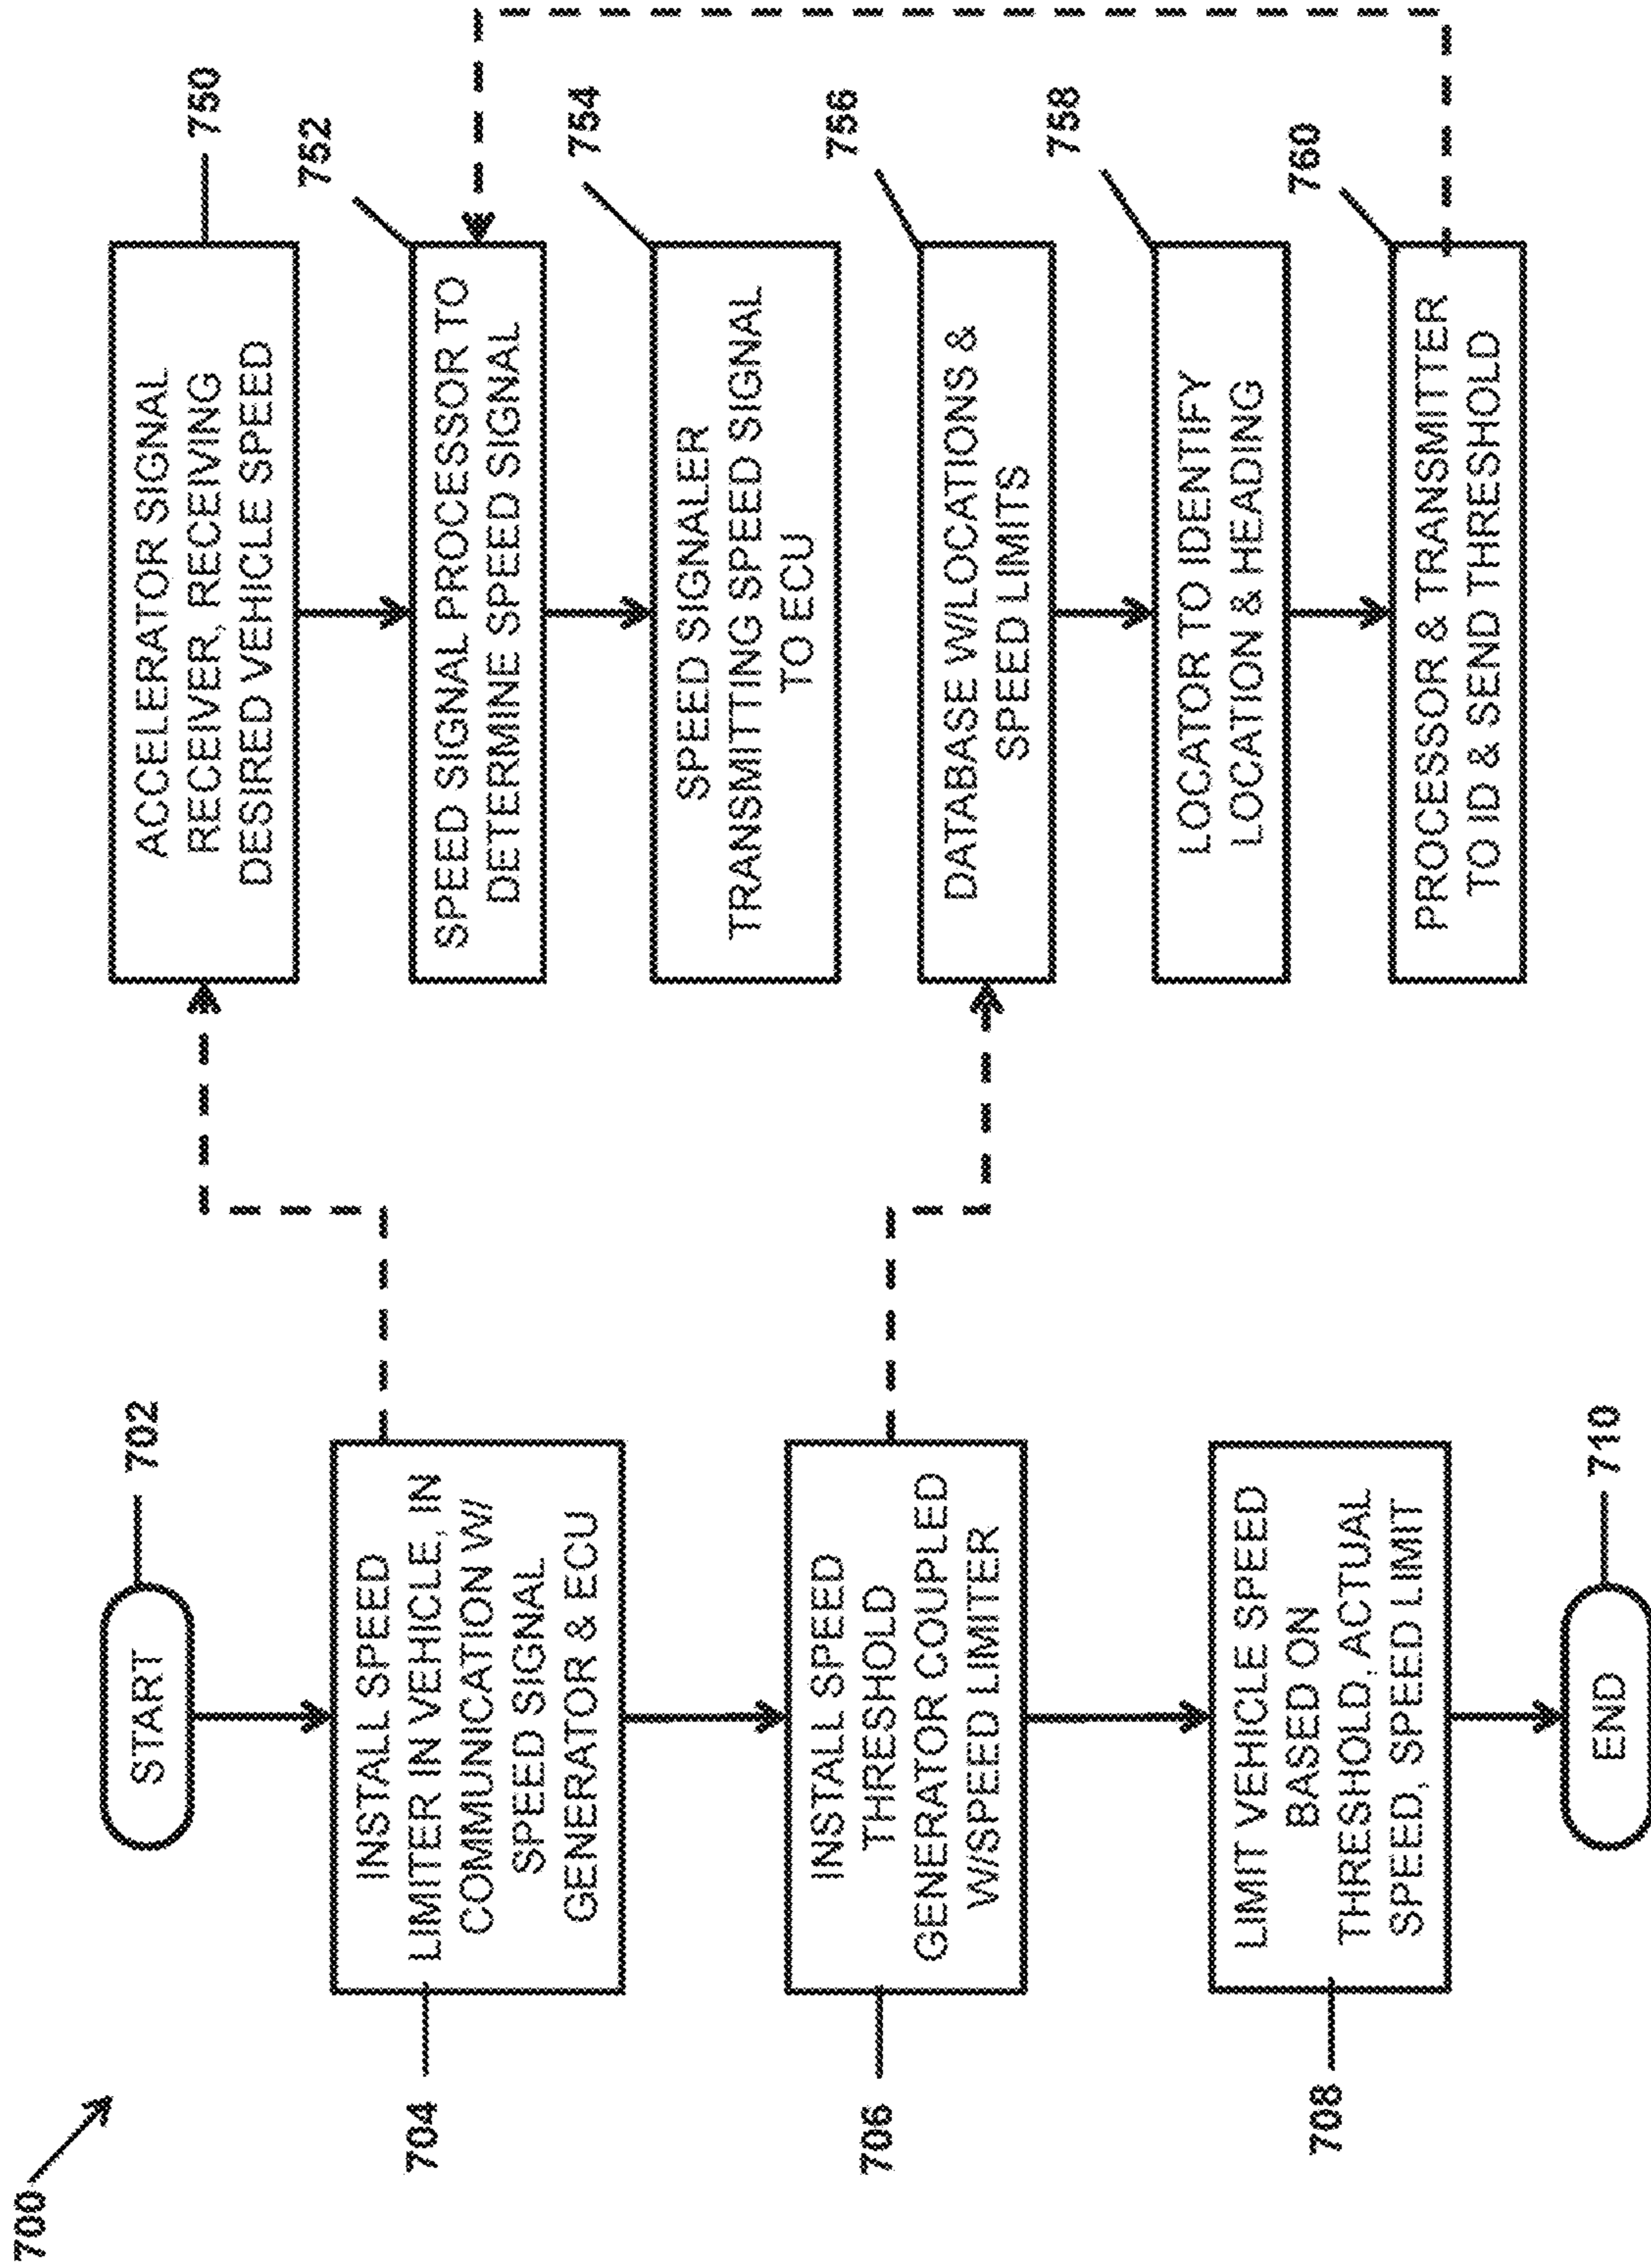 700
START
702
INSTALL SPEED
LIMITER IN VEHICLE, IN
COMMUNICATION W/
SPEED SIGNAL
GENERATOR & ECU
704
INSTALL SPEED
THRESHOLD
GENERATOR COUPLED
W/SPEED LIMITER
706
LIMIT VEHICLE SPEED
BASED ON
THRESHOLD, ACTUAL
SPEED, SPEED LIMIT
708
END
710
ACCELERATOR SIGNAL
RECEIVER, RECEIVING
DESIRED VEHICLE SPEED
750
SPEED SIGNAL PROCESSOR TO
DETERMINE SPEED SIGNAL
752
SPEED SIGNALER
TRANSMITTING SPEED SIGNAL
TO ECU
754
DATABASE W/LOCATIONS &
SPEED LIMITS
756
LOCATOR TO IDENTIFY
LOCATION & HEADING
758
PROCESSOR & TRANSMITTER
TO ID & SEND THRESHOLD
760